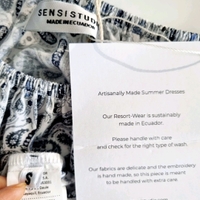 SENSI STUDIO
MADE IN ECUADOR
Artisanally Made Summer Dresses
Our Resort-Wear is sustainably
made in Ecuador.
Please handle with care
and check for the right type of wash.
Our fabrics are delicate and the embroidery
is hand made, so this piece is meant
to be handled with extra care.
S